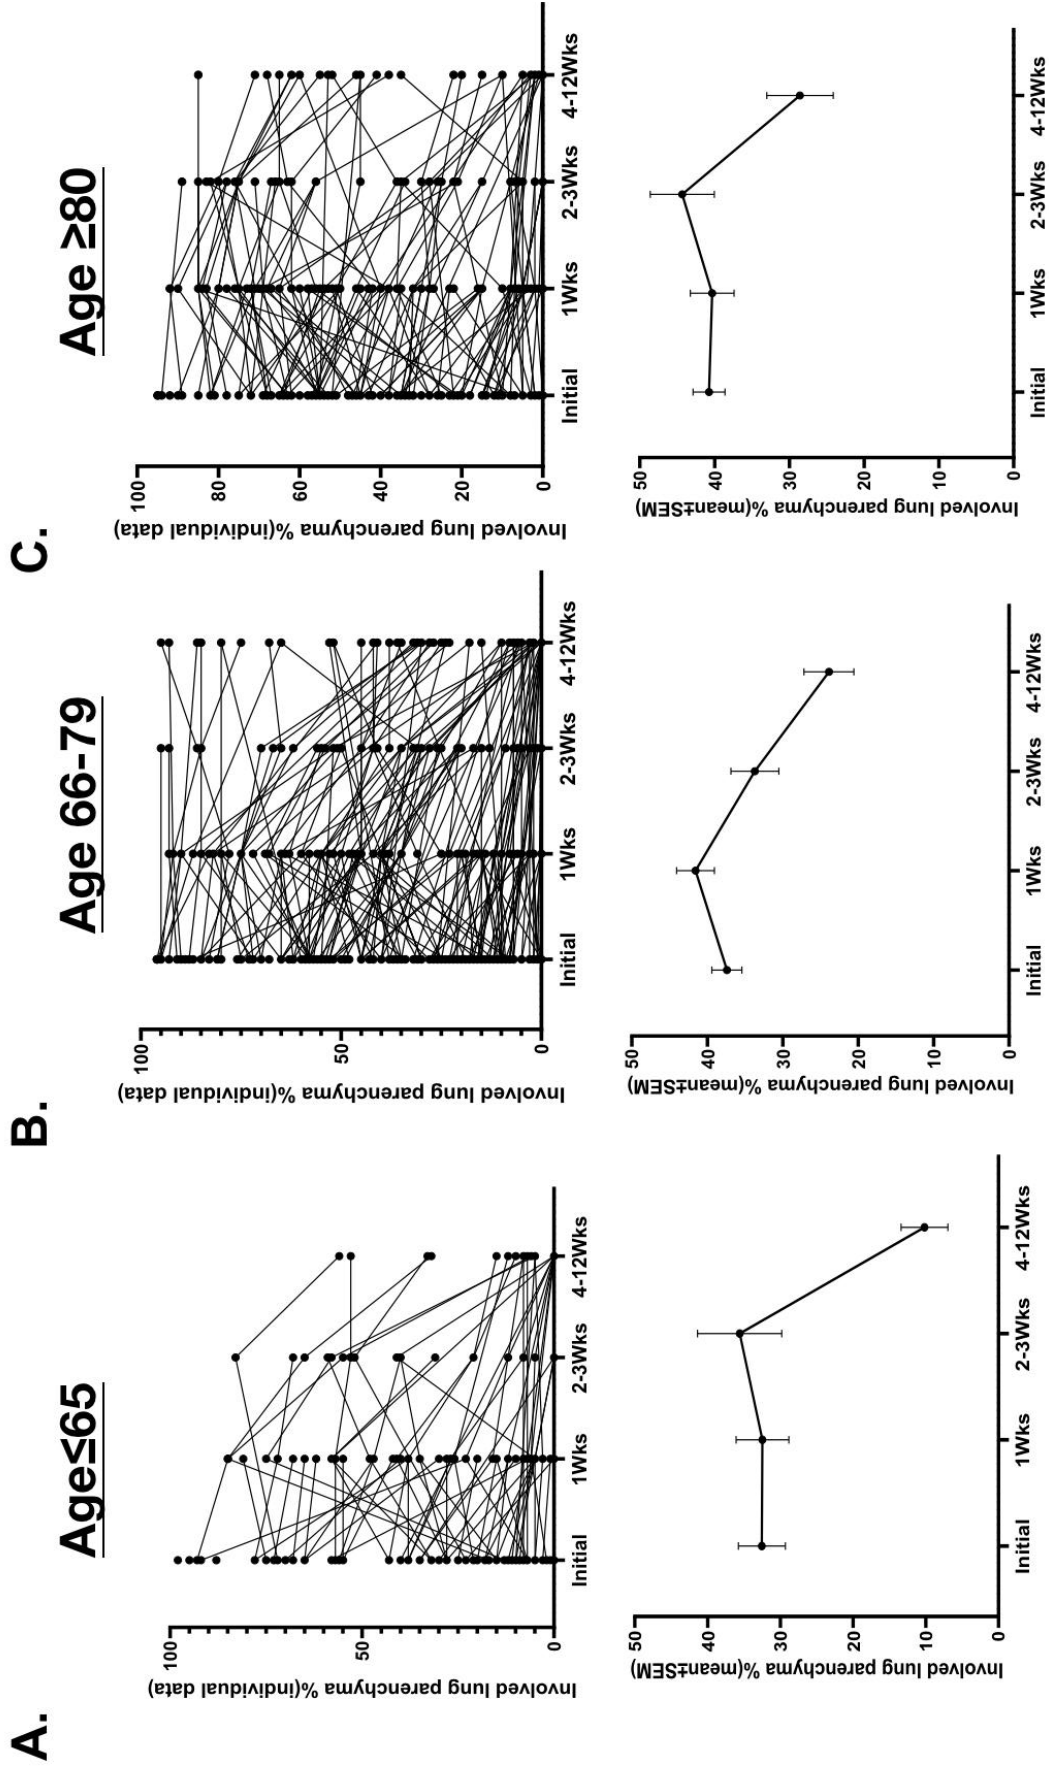 A.
Age≤65
Involved lung parenchyma %(individual data)
100
50
0
Initial
1Wks
2-3Wks
4-12Wks
Involved lung parenchyma %(mean±SEM)
50
40
30
20
10
0
Initial
1Wks
2-3Wks
4-12Wks
B.
Age 66-79
Involved lung parenchyma %(individual data)
100
50
0
Initial
1Wks
2-3Wks
4-12Wks
Involved lung parenchyma %(mean±SEM)
50
40
30
20
10
0
Initial
1Wks
2-3Wks
4-12Wks
C.
Age ≥80
Involved lung parenchyma %(individual data)
100
80
60
40
20
0
Initial
1Wks
2-3Wks
4-12Wks
Involved lung parenchyma %(mean±SEM)
50
40
30
20
10
0
Initial
1Wks
2-3Wks
4-12Wks